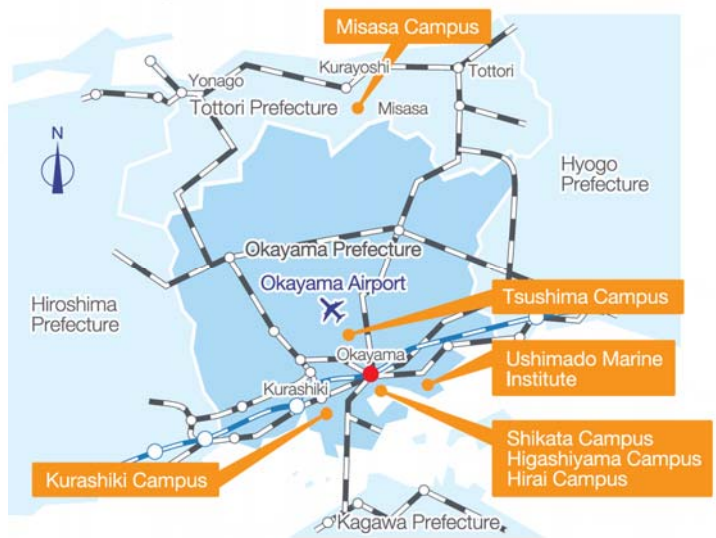 Misasa Campus
Kurayoshi
Tottori
Yonago
Tottori Prefecture
Misasa
N
Hyogo
Prefecture
Okayama Prefecture
Okayama Airport
Tsushima Campus
Hiroshima
Prefecture
Okayama
Ushimado Marine
Institute
Kurashiki
Shikata Campus
Higashiyama Campus
Hirai Campus
Kurashiki Campus
Kagawa Prefecture